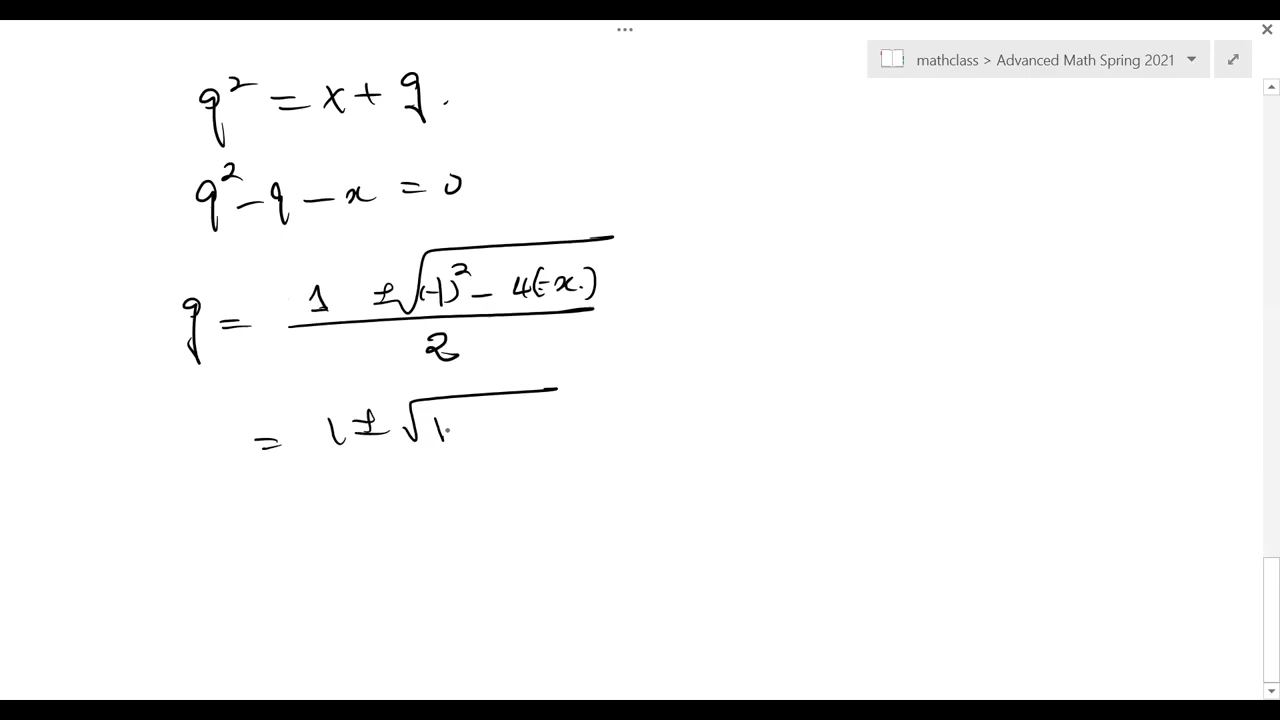 mathclass > Advanced Math Spring 2021
q² = x + q.
q² - q - x = 0
q = (1 ± √((-1)² - 4(-x.))) / 2
= 1 ± √1